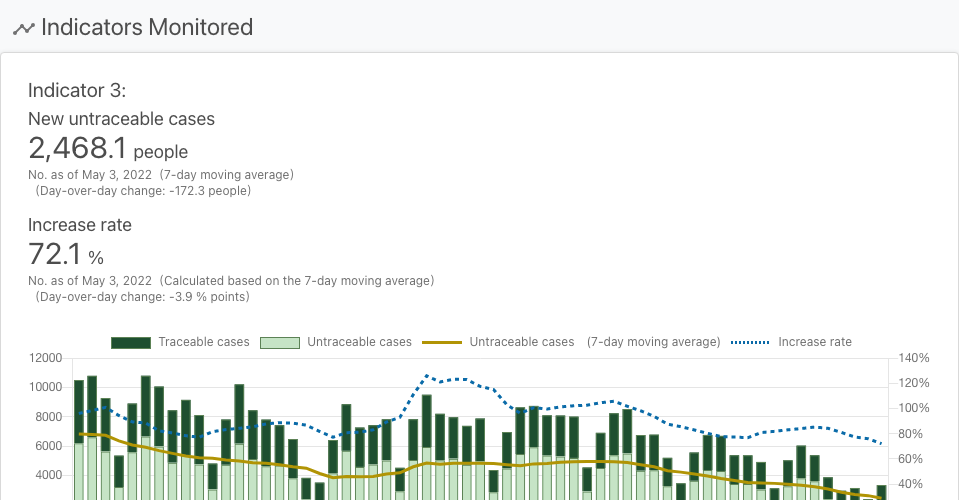 Indicators Monitored
Indicator 3:
New untraceable cases
2,468.1 people
No. as of May 3, 2022 (7-day moving average)
(Day-over-day change: -172.3 people)
Increase rate
72.1 %
No. as of May 3, 2022 (Calculated based on the 7-day moving average)
(Day-over-day change: -3.9 % points)
Traceable cases Untraceable cases Untraceable cases (7-day moving average) Increase rate
12000 140%
120%
10000
100%
8000
80%
6000
60%
4000
40%